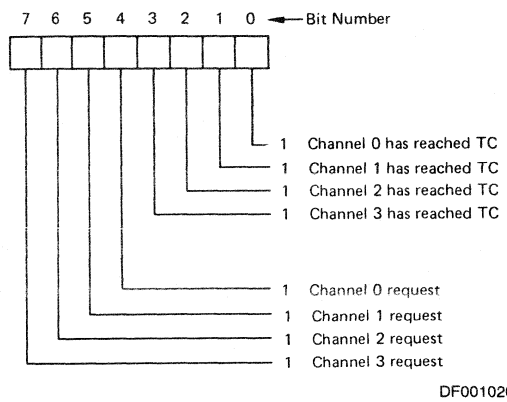 7 6 5 4 3 2 1 0 Bit Number
1 Channel 0 has reached TC
1 Channel 1 has reached TC
1 Channel 2 has reached TC
1 Channel 3 has reached TC
1 Channel 0 request
1 Channel 1 request
1 Channel 2 request
1 Channel 3 request
DF001020